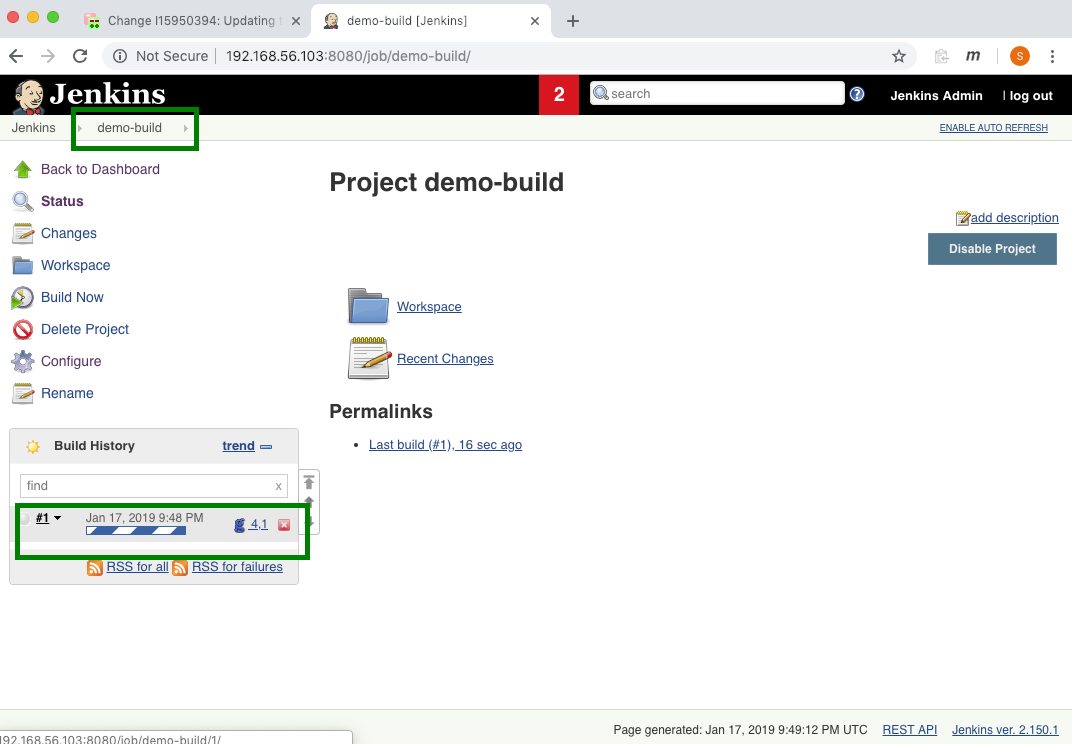 Change I15950394: Updating t
demo-build [Jenkins]
Not Secure
192.168.56.103:8080/job/demo-build/
m
S
Jenkins
2
search
Jenkins Admin
| log out
Jenkins
demo-build
ENABLE AUTO REFRESH
Back to Dashboard
Status
Changes
Workspace
Build Now
Delete Project
Configure
Rename
Project demo-build
add description
Disable Project
Workspace
Recent Changes
Permalinks
Last build (#1), 16 sec ago
Build History
trend
find
x
#1
Jan 17, 2019 9:48 PM
4,1
RSS for all
RSS for failures
Page generated: Jan 17, 2019 9:49:12 PM UTC
REST API
Jenkins ver. 2.150.1
192.168.56.103:8080/job/demo-build/1/